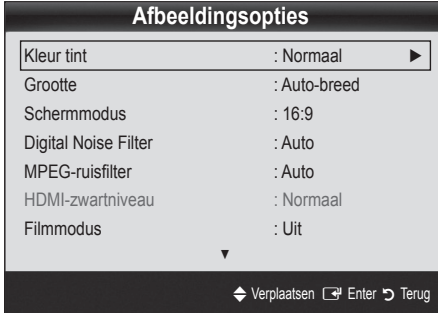 Afbeeldingsopties
Kleur tint : Normaal ►
Grootte : Auto-breed
Schermmodus : 16:9
Digital Noise Filter : Auto
MPEG-ruisfilter : Auto
HDMI-zwartniveau : Normaal
Filmmodus : Uit
▼
Verplaatsen Enter Terug